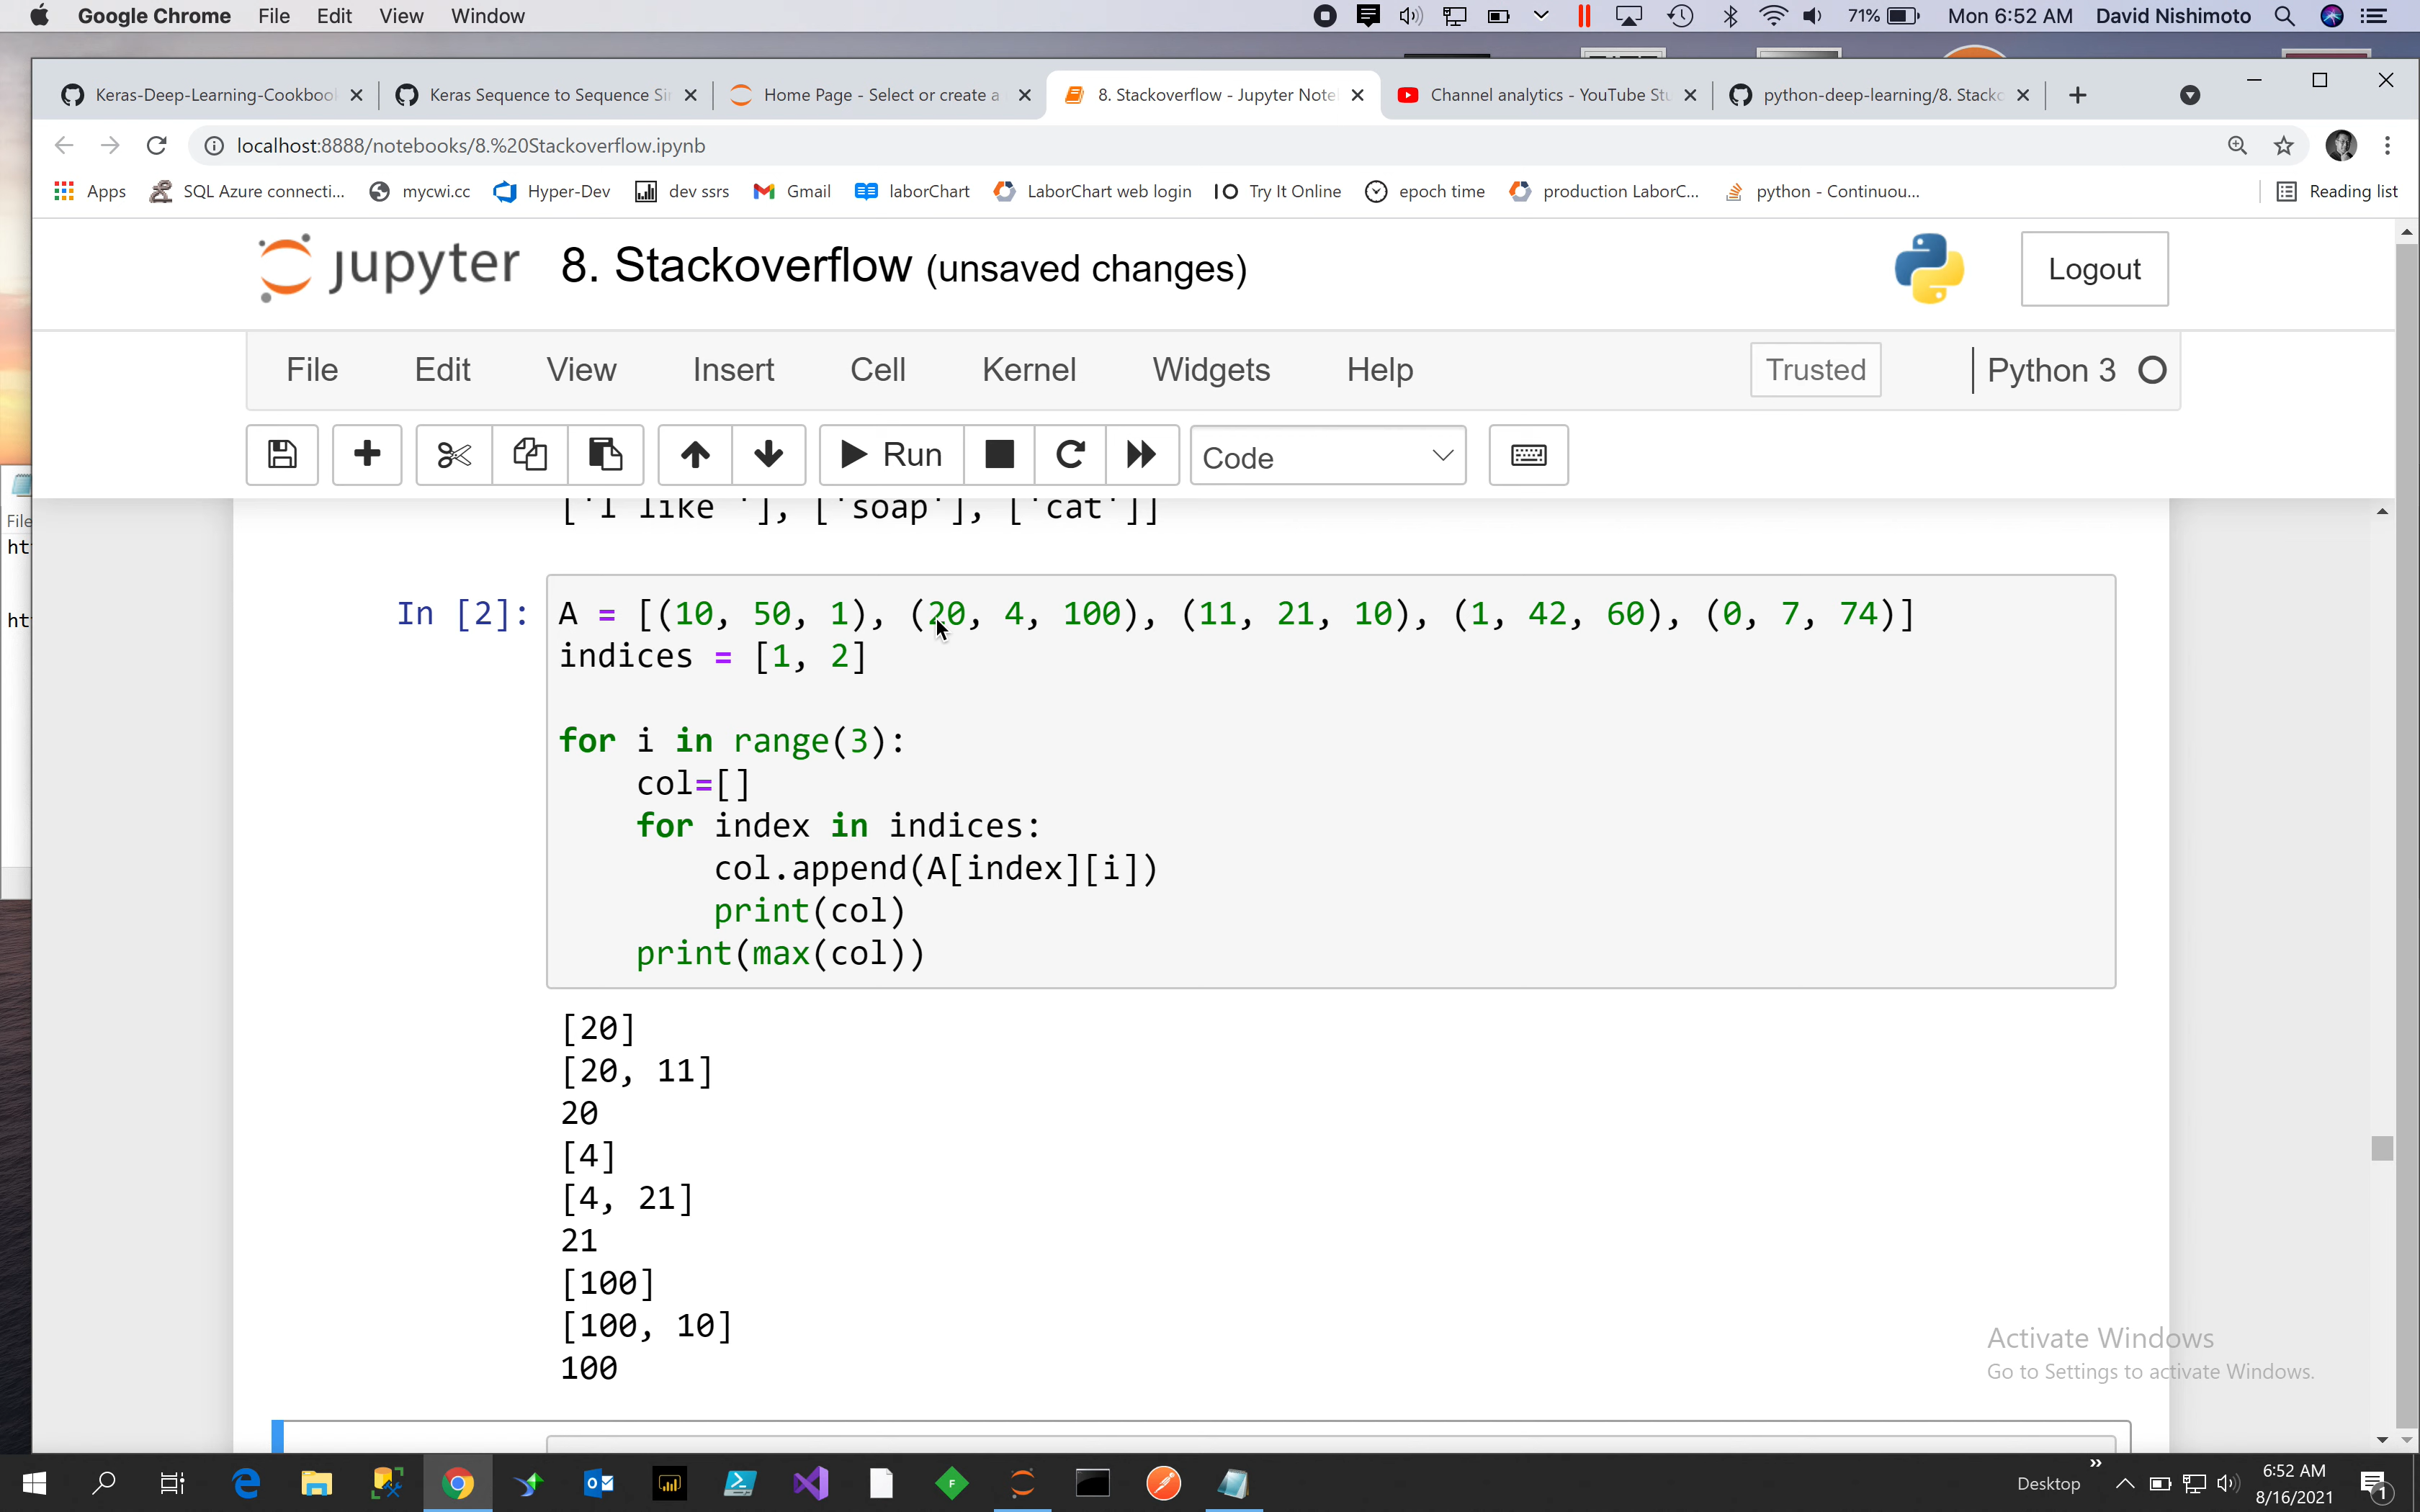 Google Chrome File Edit View Window 71% Mon 6:52 AM David Nishimoto
Keras-Deep-Learning-Cookboo Keras Sequence to Sequence Si Home Page - Select or create a 8. Stackoverflow - Jupyter Note Channel analytics - YouTube Stu python-deep-learning/8. Stacko
localhost:8888/notebooks/8.%20Stackoverflow.ipynb
Apps SQL Azure connecti... mycwi.cc Hyper-Dev dev ssrs Gmail laborChart LaborChart web login Try It Online epoch time production LaborC... python - Continuou... Reading list
jupyter 8. Stackoverflow (unsaved changes) Logout
File Edit View Insert Cell Kernel Widgets Help Trusted Python 3
Run Code
['I like '], ['soap'], ['cat']]
File
ht
ht
In [2]: A = [(10, 50, 1), (20, 4, 100), (11, 21, 10), (1, 42, 60), (0, 7, 74)]
indices = [1, 2]
for i in range(3):
col=[]
for index in indices:
col.append(A[index][i])
print(col)
print(max(col))
[20]
[20, 11]
20
[4]
[4, 21]
21
[100]
[100, 10]
100
Activate Windows
Go to Settings to activate Windows.
Desktop
6:52 AM
8/16/2021
1